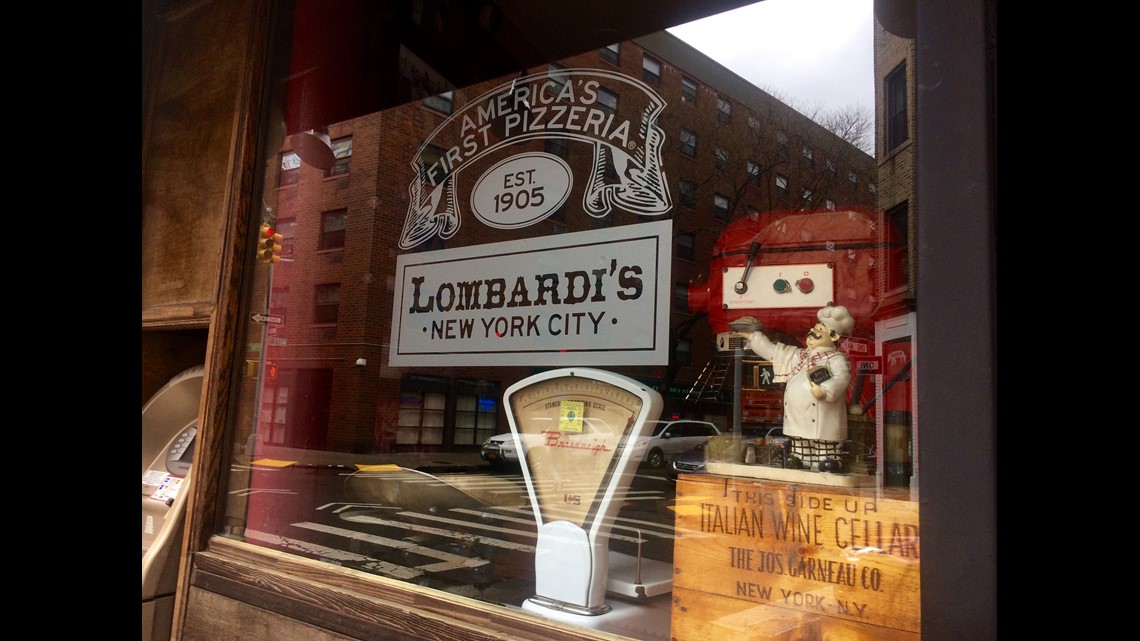 AMERICA'S
FIRST PIZZERIA®
EST.
1905
LOMBARDI'S
· NEW YORK CITY ·
THIS SIDE UP
ITALIAN WINE CELLAR
THE JOS. GARNEAU CO.
NEW YORK-N.Y.